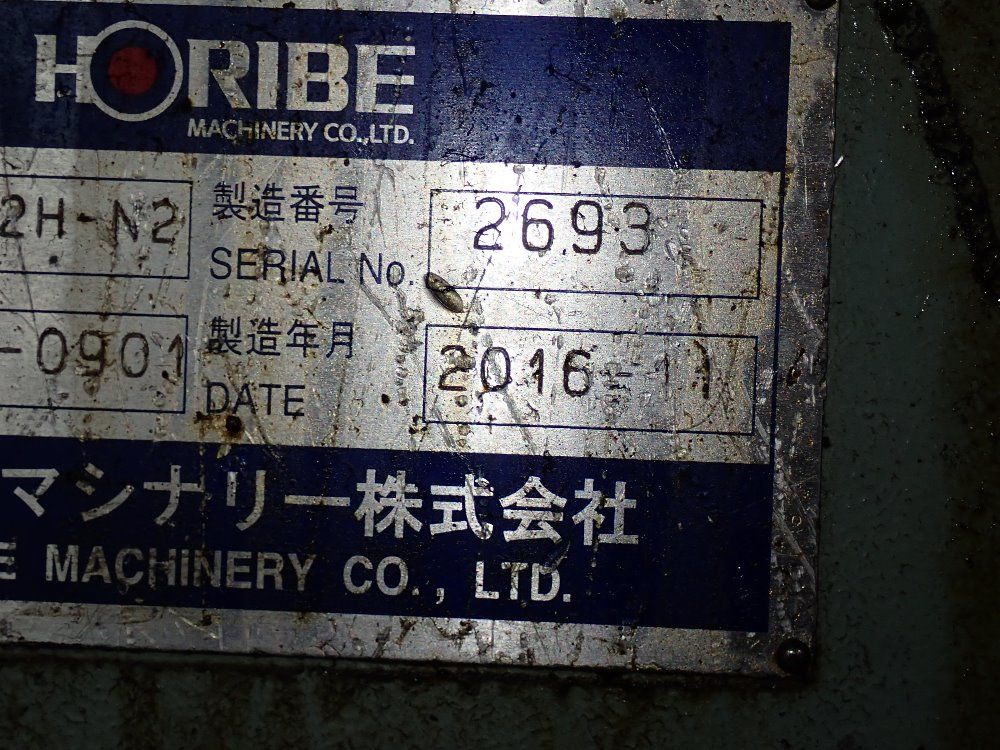 HORIBE
MACHINERY CO.,LTD.
2H-N2 製造番号 2693
SERIAL No.
-0901 製造年月 2016-11
DATE
マシナリー株式会社
E MACHINERY CO., LTD.